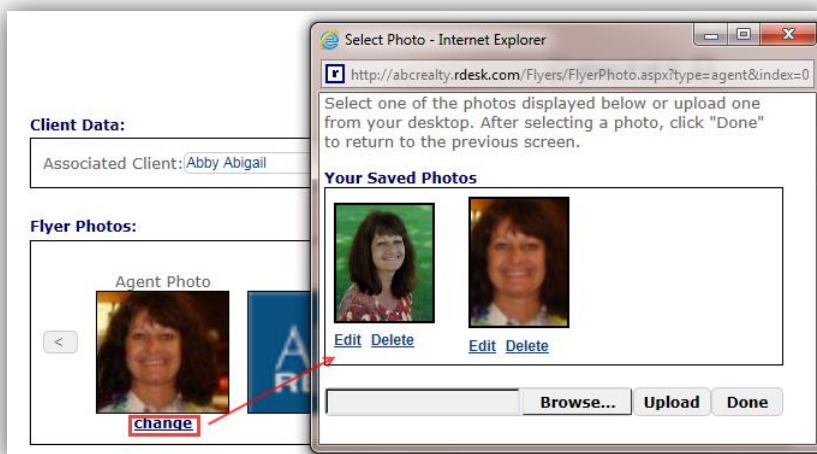 Select Photo - Internet Explorer
http://abcrealty.rdesk.com/Flyers/FlyerPhoto.aspx?type=agent&index=0
Select one of the photos displayed below or upload one
from your desktop. After selecting a photo, click "Done"
to return to the previous screen.
Your Saved Photos
Edit Delete
Edit Delete
Browse... Upload Done
Client Data:
Associated Client: Abby Abigail
Flyer Photos:
Agent Photo
<
change